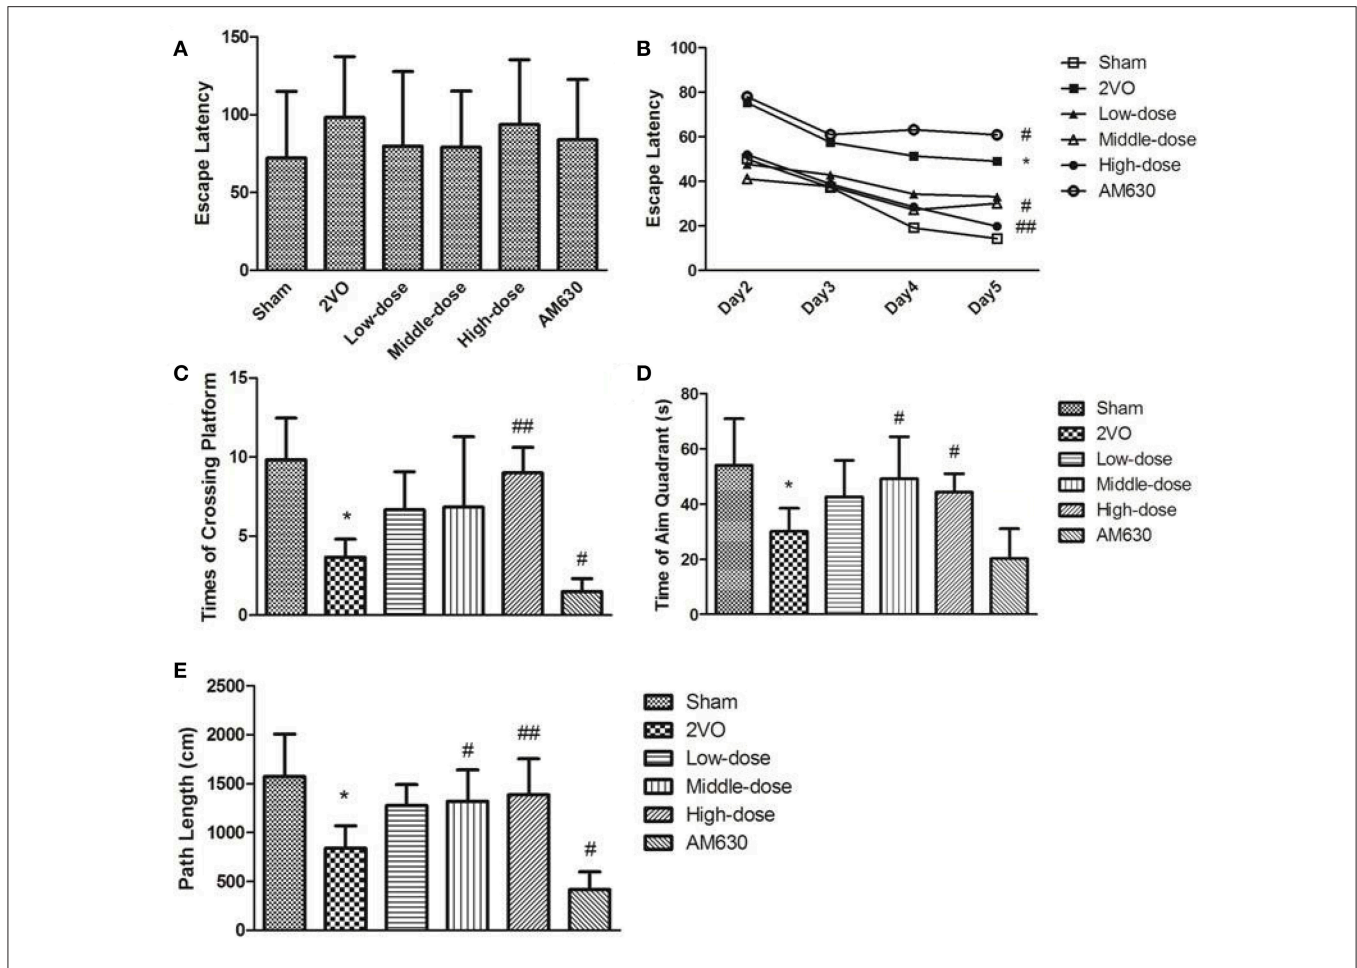 A
Escape Latency
150
100
50
0
Sham
2VO
Low-dose
Middle-dose
High-dose
AM630
B
Escape Latency
100
80
60
40
20
0
Day2
Day3
Day4
Day5
#
*
#
##
Sham
2VO
Low-dose
Middle-dose
High-dose
AM630
C
Times of Crossing Platform
15
10
5
0
*
##
#
D
Time of Aim Quadrant (s)
80
60
40
20
0
*
#
#
Sham
2VO
Low-dose
Middle-dose
High-dose
AM630
E
Path Length (cm)
2500
2000
1500
1000
500
0
*
#
##
#
Sham
2VO
Low-dose
Middle-dose
High-dose
AM630